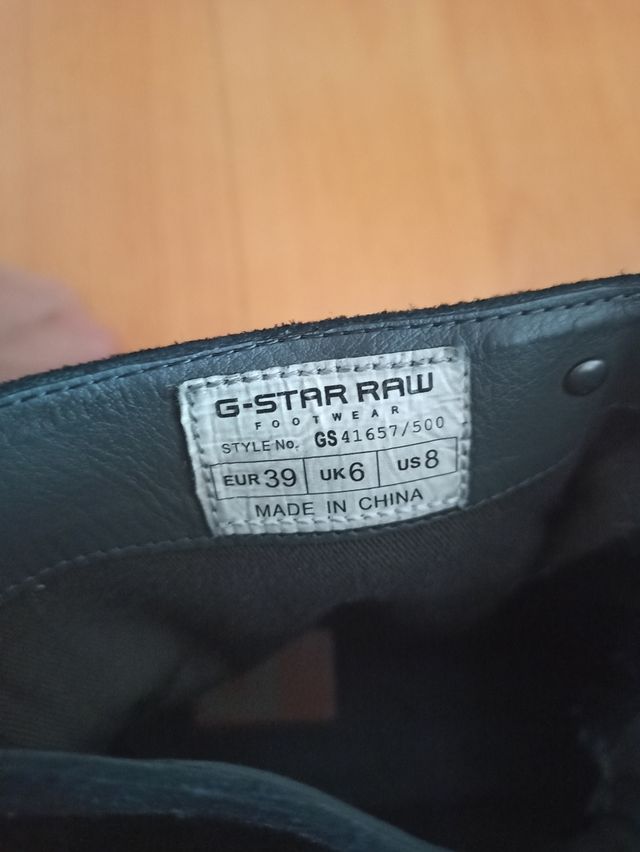 G-STAR RAW
FOOTWEAR
STYLE No. GS 41657/500
EUR 39 UK 6 US 8
MADE IN CHINA